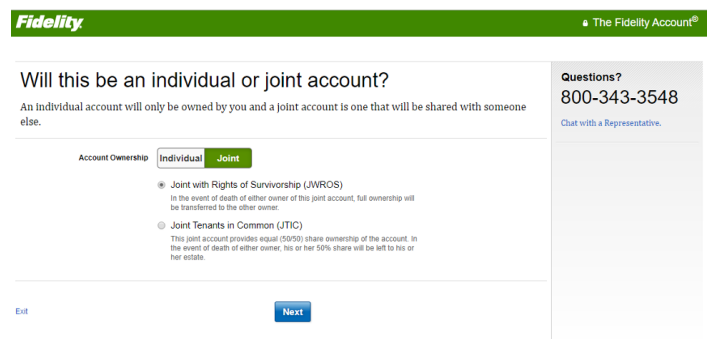 Fidelity
The Fidelity Account®
Will this be an individual or joint account?
An individual account will only be owned by you and a joint account is one that will be shared with someone
else.
Questions?
800-343-3548
Chat with a Representative.
Account Ownership Individual Joint
Joint with Rights of Survivorship (JWROS)
In the event of death of either owner of this joint account, full ownership will
be transferred to the other owner.
Joint Tenants in Common (JTIC)
This joint account provides equal (50/50) share ownership of the account. In
the event of death of either owner, his or her 50% share will be left to his or
her estate.
Exit
Next